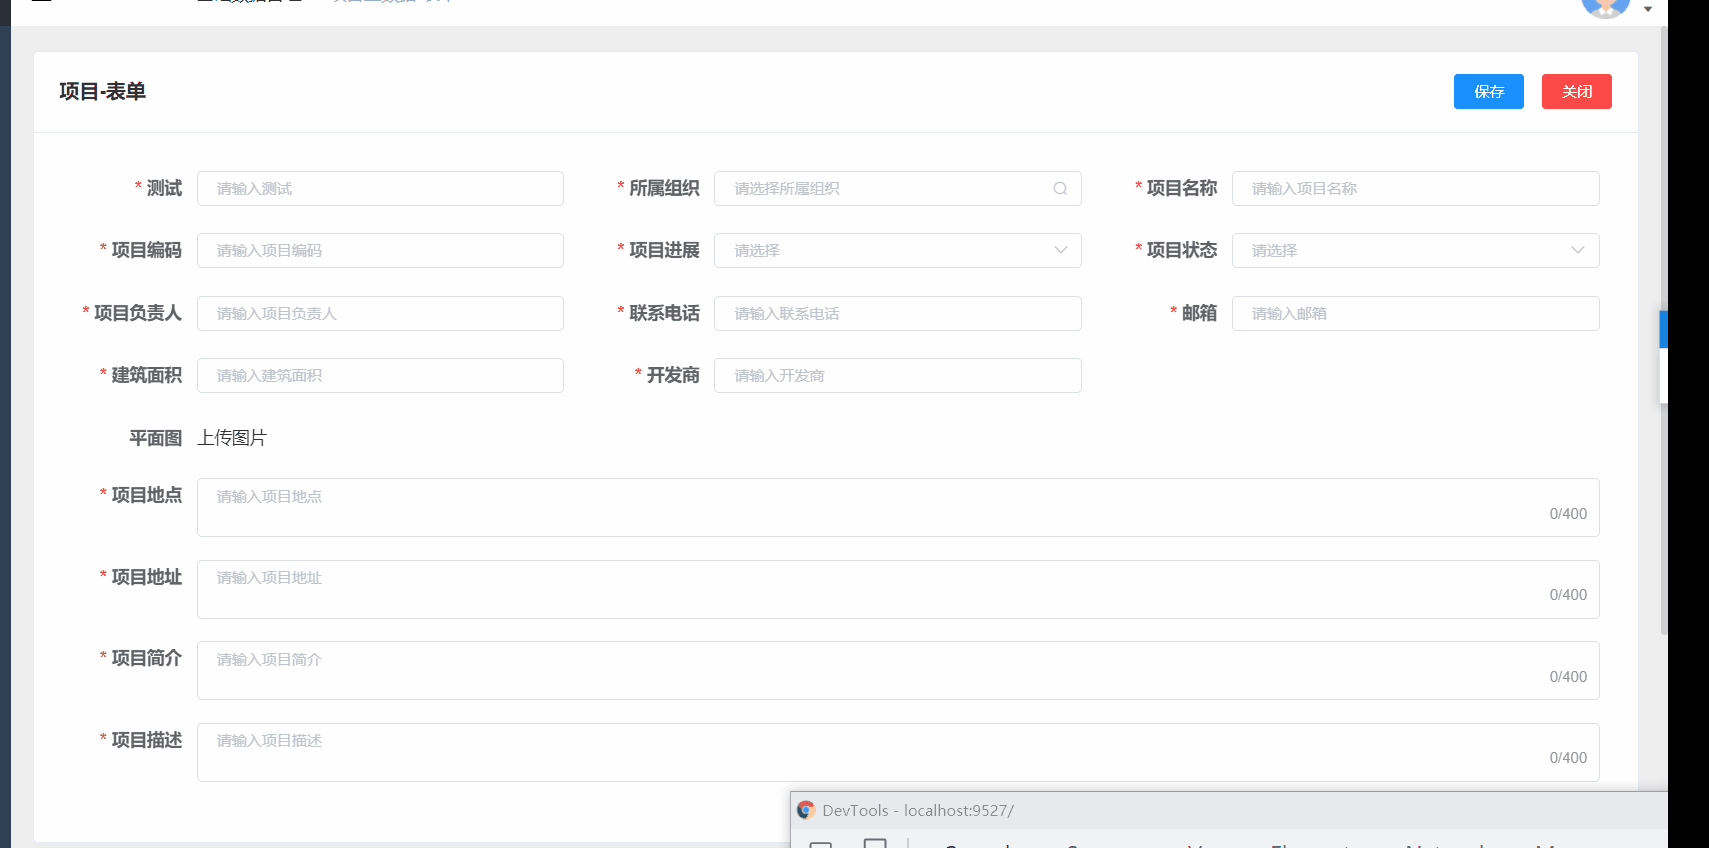 项目-表单
保存
关闭
* 测试 请输入测试
* 所属组织 请选择所属组织
* 项目名称 请输入项目名称
* 项目编码 请输入项目编码
* 项目进展 请选择
* 项目状态 请选择
* 项目负责人 请输入项目负责人
* 联系电话 请输入联系电话
* 邮箱 请输入邮箱
* 建筑面积 请输入建筑面积
* 开发商 请输入开发商
平面图 上传图片
* 项目地点 请输入项目地点
0/400
* 项目地址 请输入项目地址
0/400
* 项目简介 请输入项目简介
0/400
* 项目描述 请输入项目描述
0/400
DevTools - localhost:9527/